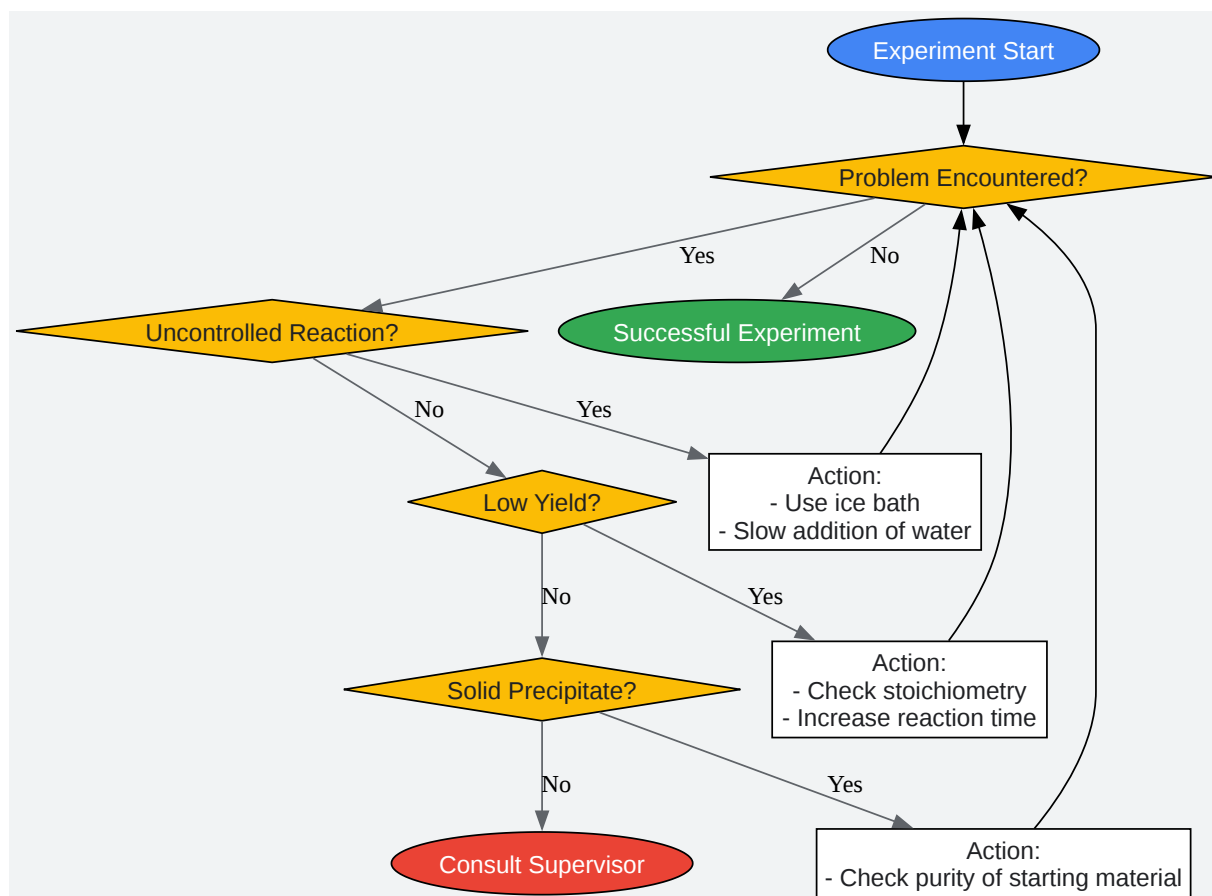 Experiment Start
Problem Encountered?
Yes
No
Uncontrolled Reaction?
Successful Experiment
No
Yes
Action:
- Use ice bath
- Slow addition of water
Low Yield?
No
Yes
Action:
- Check stoichiometry
- Increase reaction time
Solid Precipitate?
No
Yes
Action:
- Check purity of starting material
Consult Supervisor